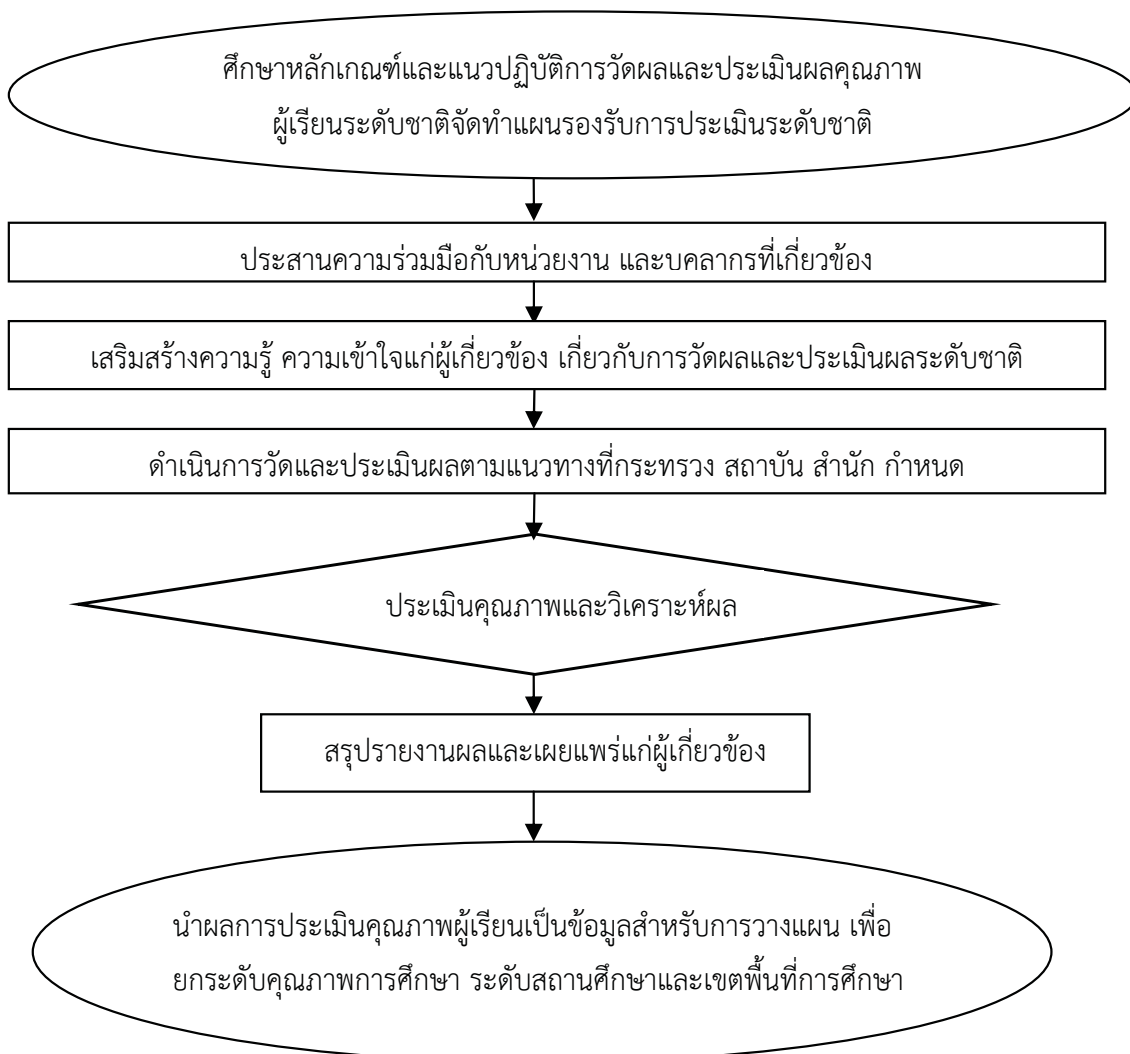 ศึกษาหลักเกณฑ์และแนวปฏิบัติการวัดผลและประเมินผลคุณภาพ
ผู้เรียนระดับชาติจัดทำแผนรองรับการประเมินระดับชาติ
ประสานความร่วมมือกับหน่วยงาน และบุคลากรที่เกี่ยวข้อง
เสริมสร้างความรู้ ความเข้าใจแก่ผู้เกี่ยวข้อง เกี่ยวกับการวัดผลและประเมินผลระดับชาติ
ดำเนินการวัดและประเมินผลตามแนวทางที่กระทรวง สถาบัน สำนัก กำหนด
ประเมินคุณภาพและวิเคราะห์ผล
สรุปรายงานผลและเผยแพร่แก่ผู้เกี่ยวข้อง
นำผลการประเมินคุณภาพผู้เรียนเป็นข้อมูลสำหรับการวางแผน เพื่อ
ยกระดับคุณภาพการศึกษา ระดับสถานศึกษาและเขตพื้นที่การศึกษา